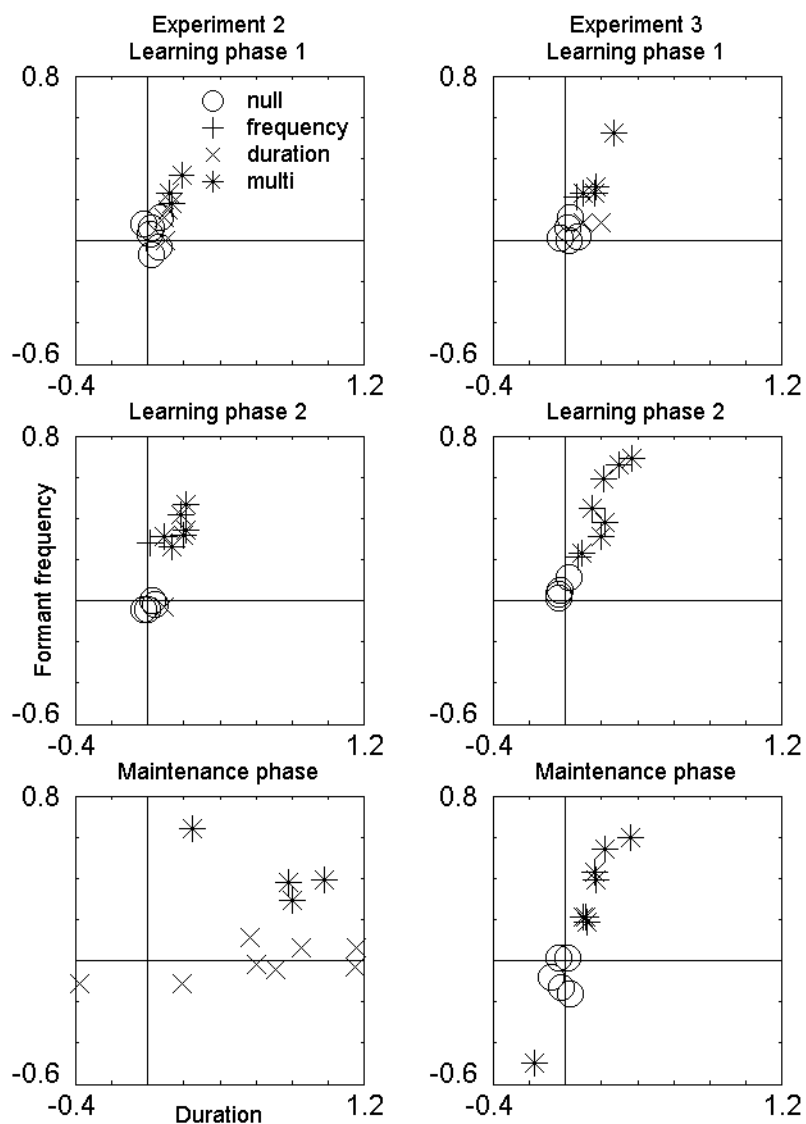 Experiment 2
Learning phase 1
Experiment 3
Learning phase 1
0.8
null
frequency
duration
multi
-0.6
-0.4
1.2
0.8
-0.6
-0.4
1.2
Learning phase 2
Learning phase 2
0.8
Formant frequency
-0.6
-0.4
1.2
0.8
-0.6
-0.4
1.2
Maintenance phase
Maintenance phase
0.8
-0.6
-0.4
Duration
1.2
0.8
-0.6
-0.4
1.2